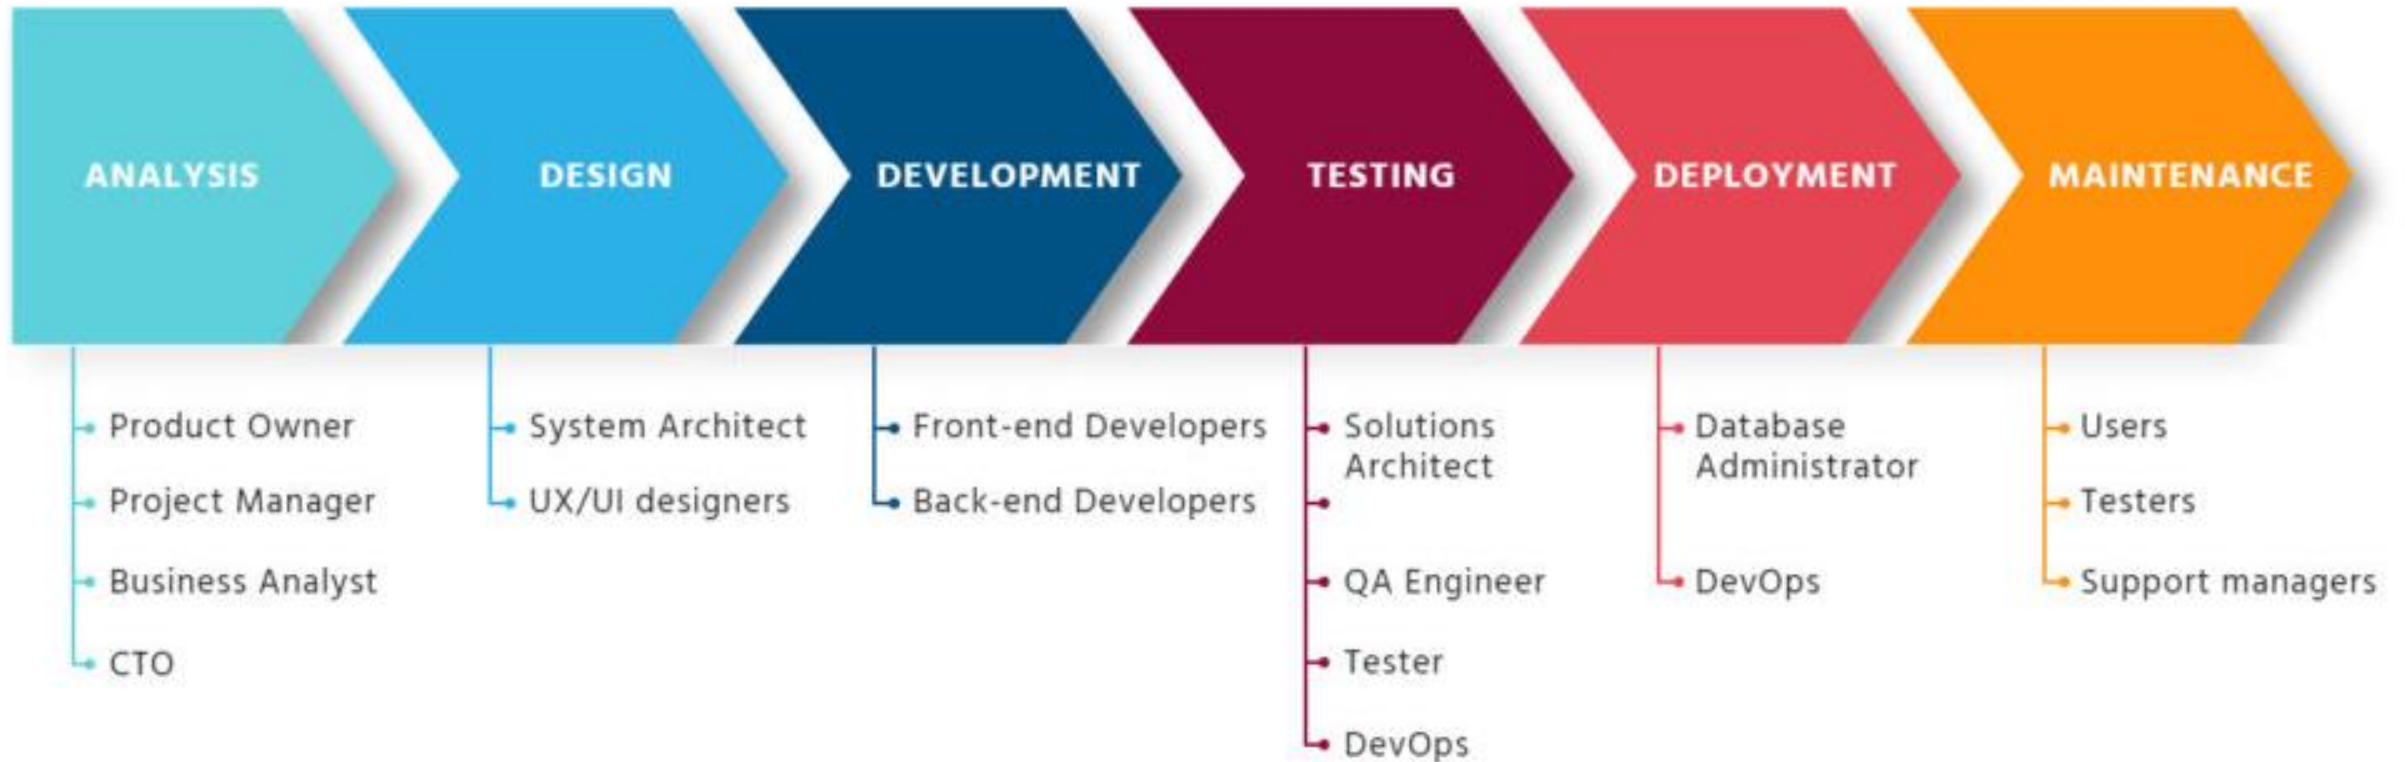 ANALYSIS
DESIGN
DEVELOPMENT
TESTING
DEPLOYMENT
MAINTENANCE
Product Owner
Project Manager
Business Analyst
CTO
System Architect
UX/UI designers
Front-end Developers
Back-end Developers
Solutions
Architect
QA Engineer
Tester
DevOps
Database
Administrator
DevOps
Users
Testers
Support managers